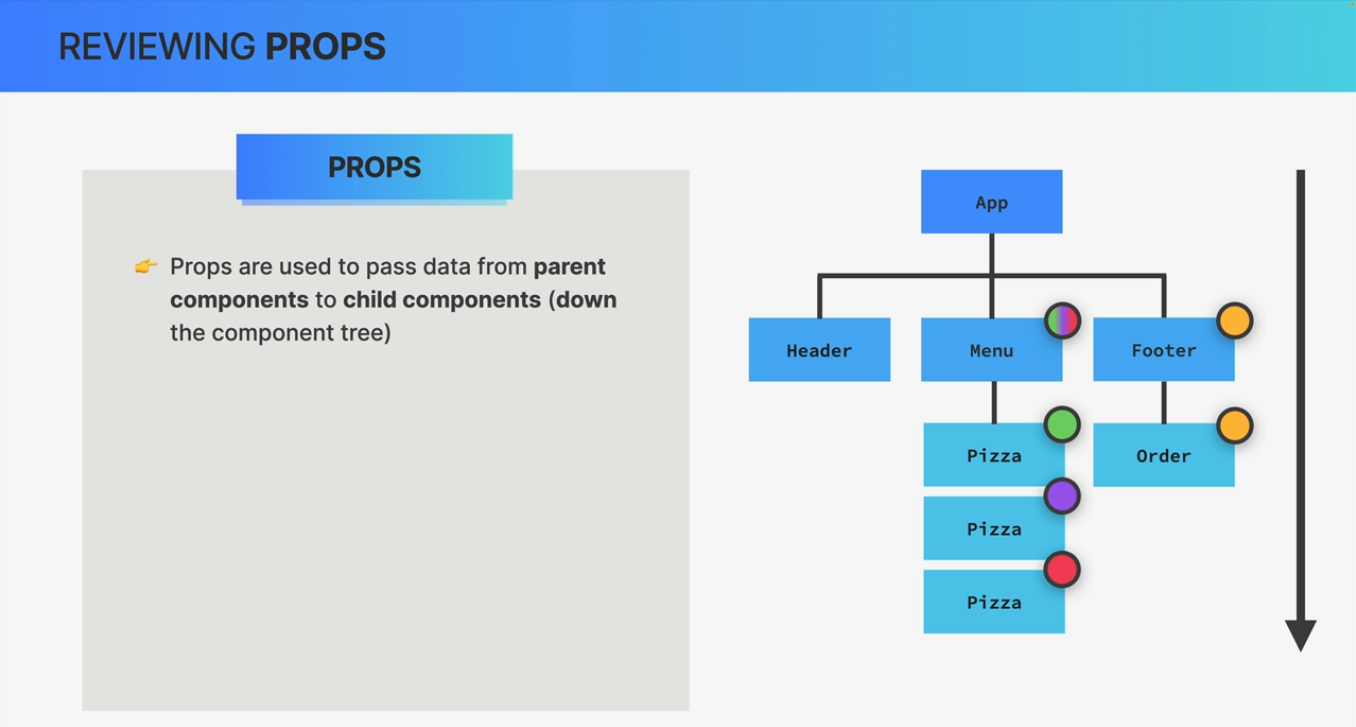 REVIEWING PROPS
PROPS
👉 Props are used to pass data from parent
components to child components (down
the component tree)
App
Header
Menu
Footer
Pizza
Order
Pizza
Pizza